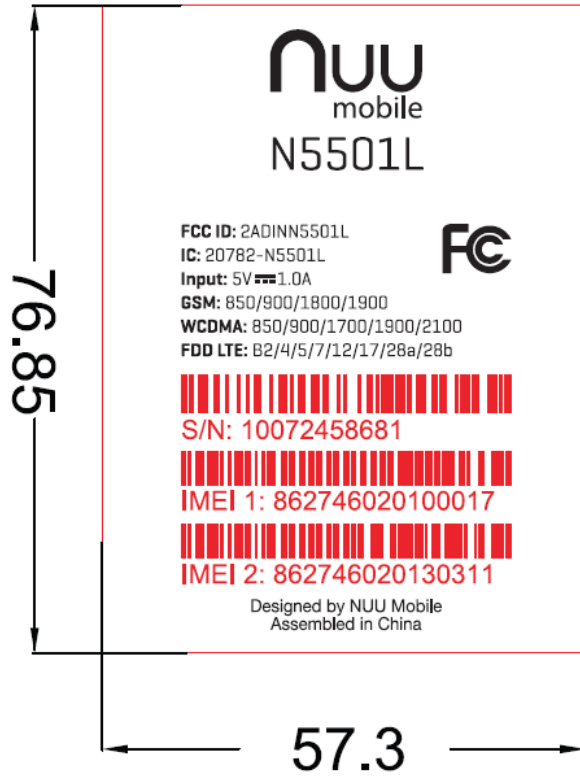 nuu
mobile
N5501L
FCC ID: 2ADINN5501L
IC: 20782-N5501L
Input: 5V⎓1.0A
GSM: 850/900/1800/1900
WCDMA: 850/900/1700/1900/2100
FDD LTE: B2/4/5/7/12/17/28a/28b
FC
S/N: 10072458681
IMEI 1: 862746020100017
IMEI 2: 862746020130311
Designed by NUU Mobile
Assembled in China
76.85
57.3